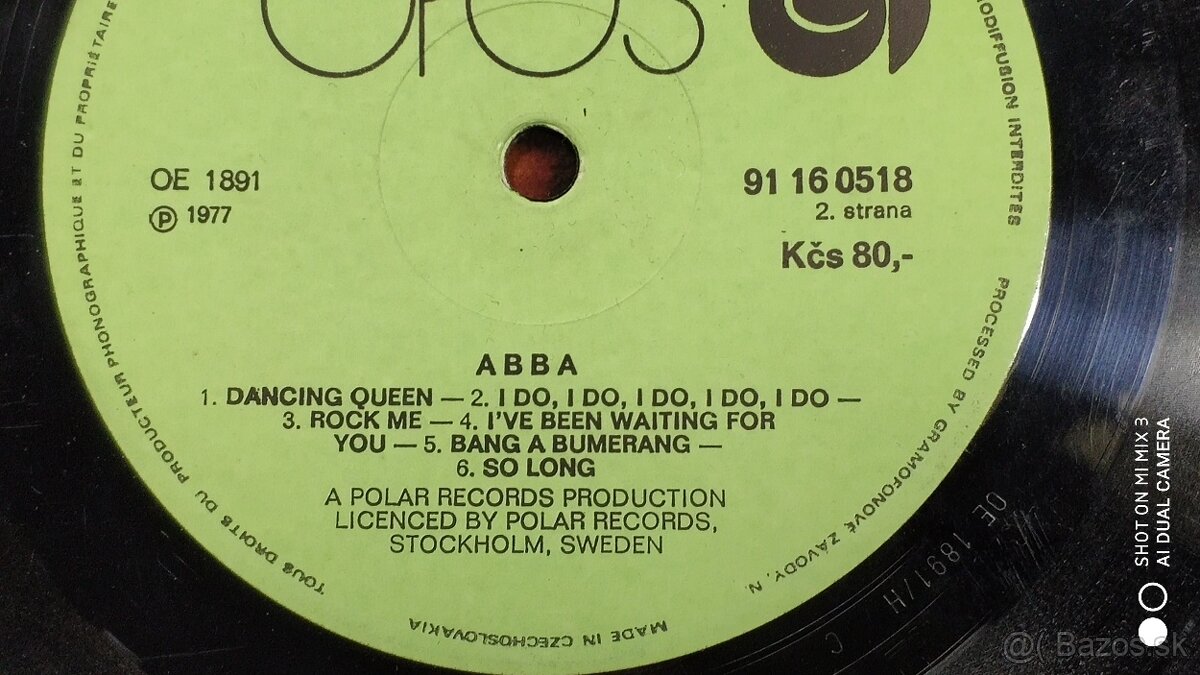 OPUS
OE 1891
Ⓟ 1977
91 16 0518
2. strana
Kčs 80,-
ABBA
1. DANCING QUEEN — 2. I DO, I DO, I DO, I DO, I DO —
3. ROCK ME — 4. I'VE BEEN WAITING FOR
YOU — 5. BANG A BUMERANG —
6. SO LONG
A POLAR RECORDS PRODUCTION
LICENCED BY POLAR RECORDS,
STOCKHOLM, SWEDEN
TOUS DROITS DU PRODUCTEUR PHONOGRAPHIQUE ET DU PROPRIÉTAIRE
RADIODIFFUSION INTERDITES
PROCESSED BY GRAMOFONOVÉ ZÁVODY, N.
MADE IN CZECHOSLOVAKIA
OE 1891/H
C
SHOT ON MI MIX 3
AI DUAL CAMERA
@ Bazos.sk